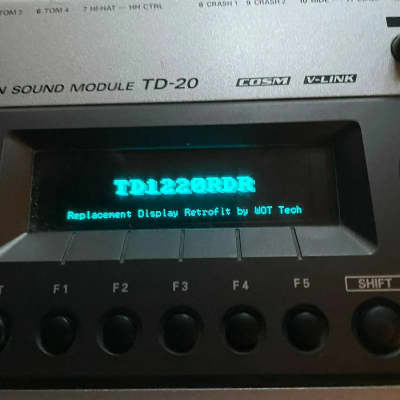 TOM 3 6 TOM 4 7 HI-HAT HH CTRL 8 CRASH 1 9 CRASH 2 10 RIDE
N SOUND MODULE TD-20 COSM V-LINK
TD1220RDR
Replacement Display Retrofit by WOT Tech
T F1 F2 F3 F4 F5 SHIFT